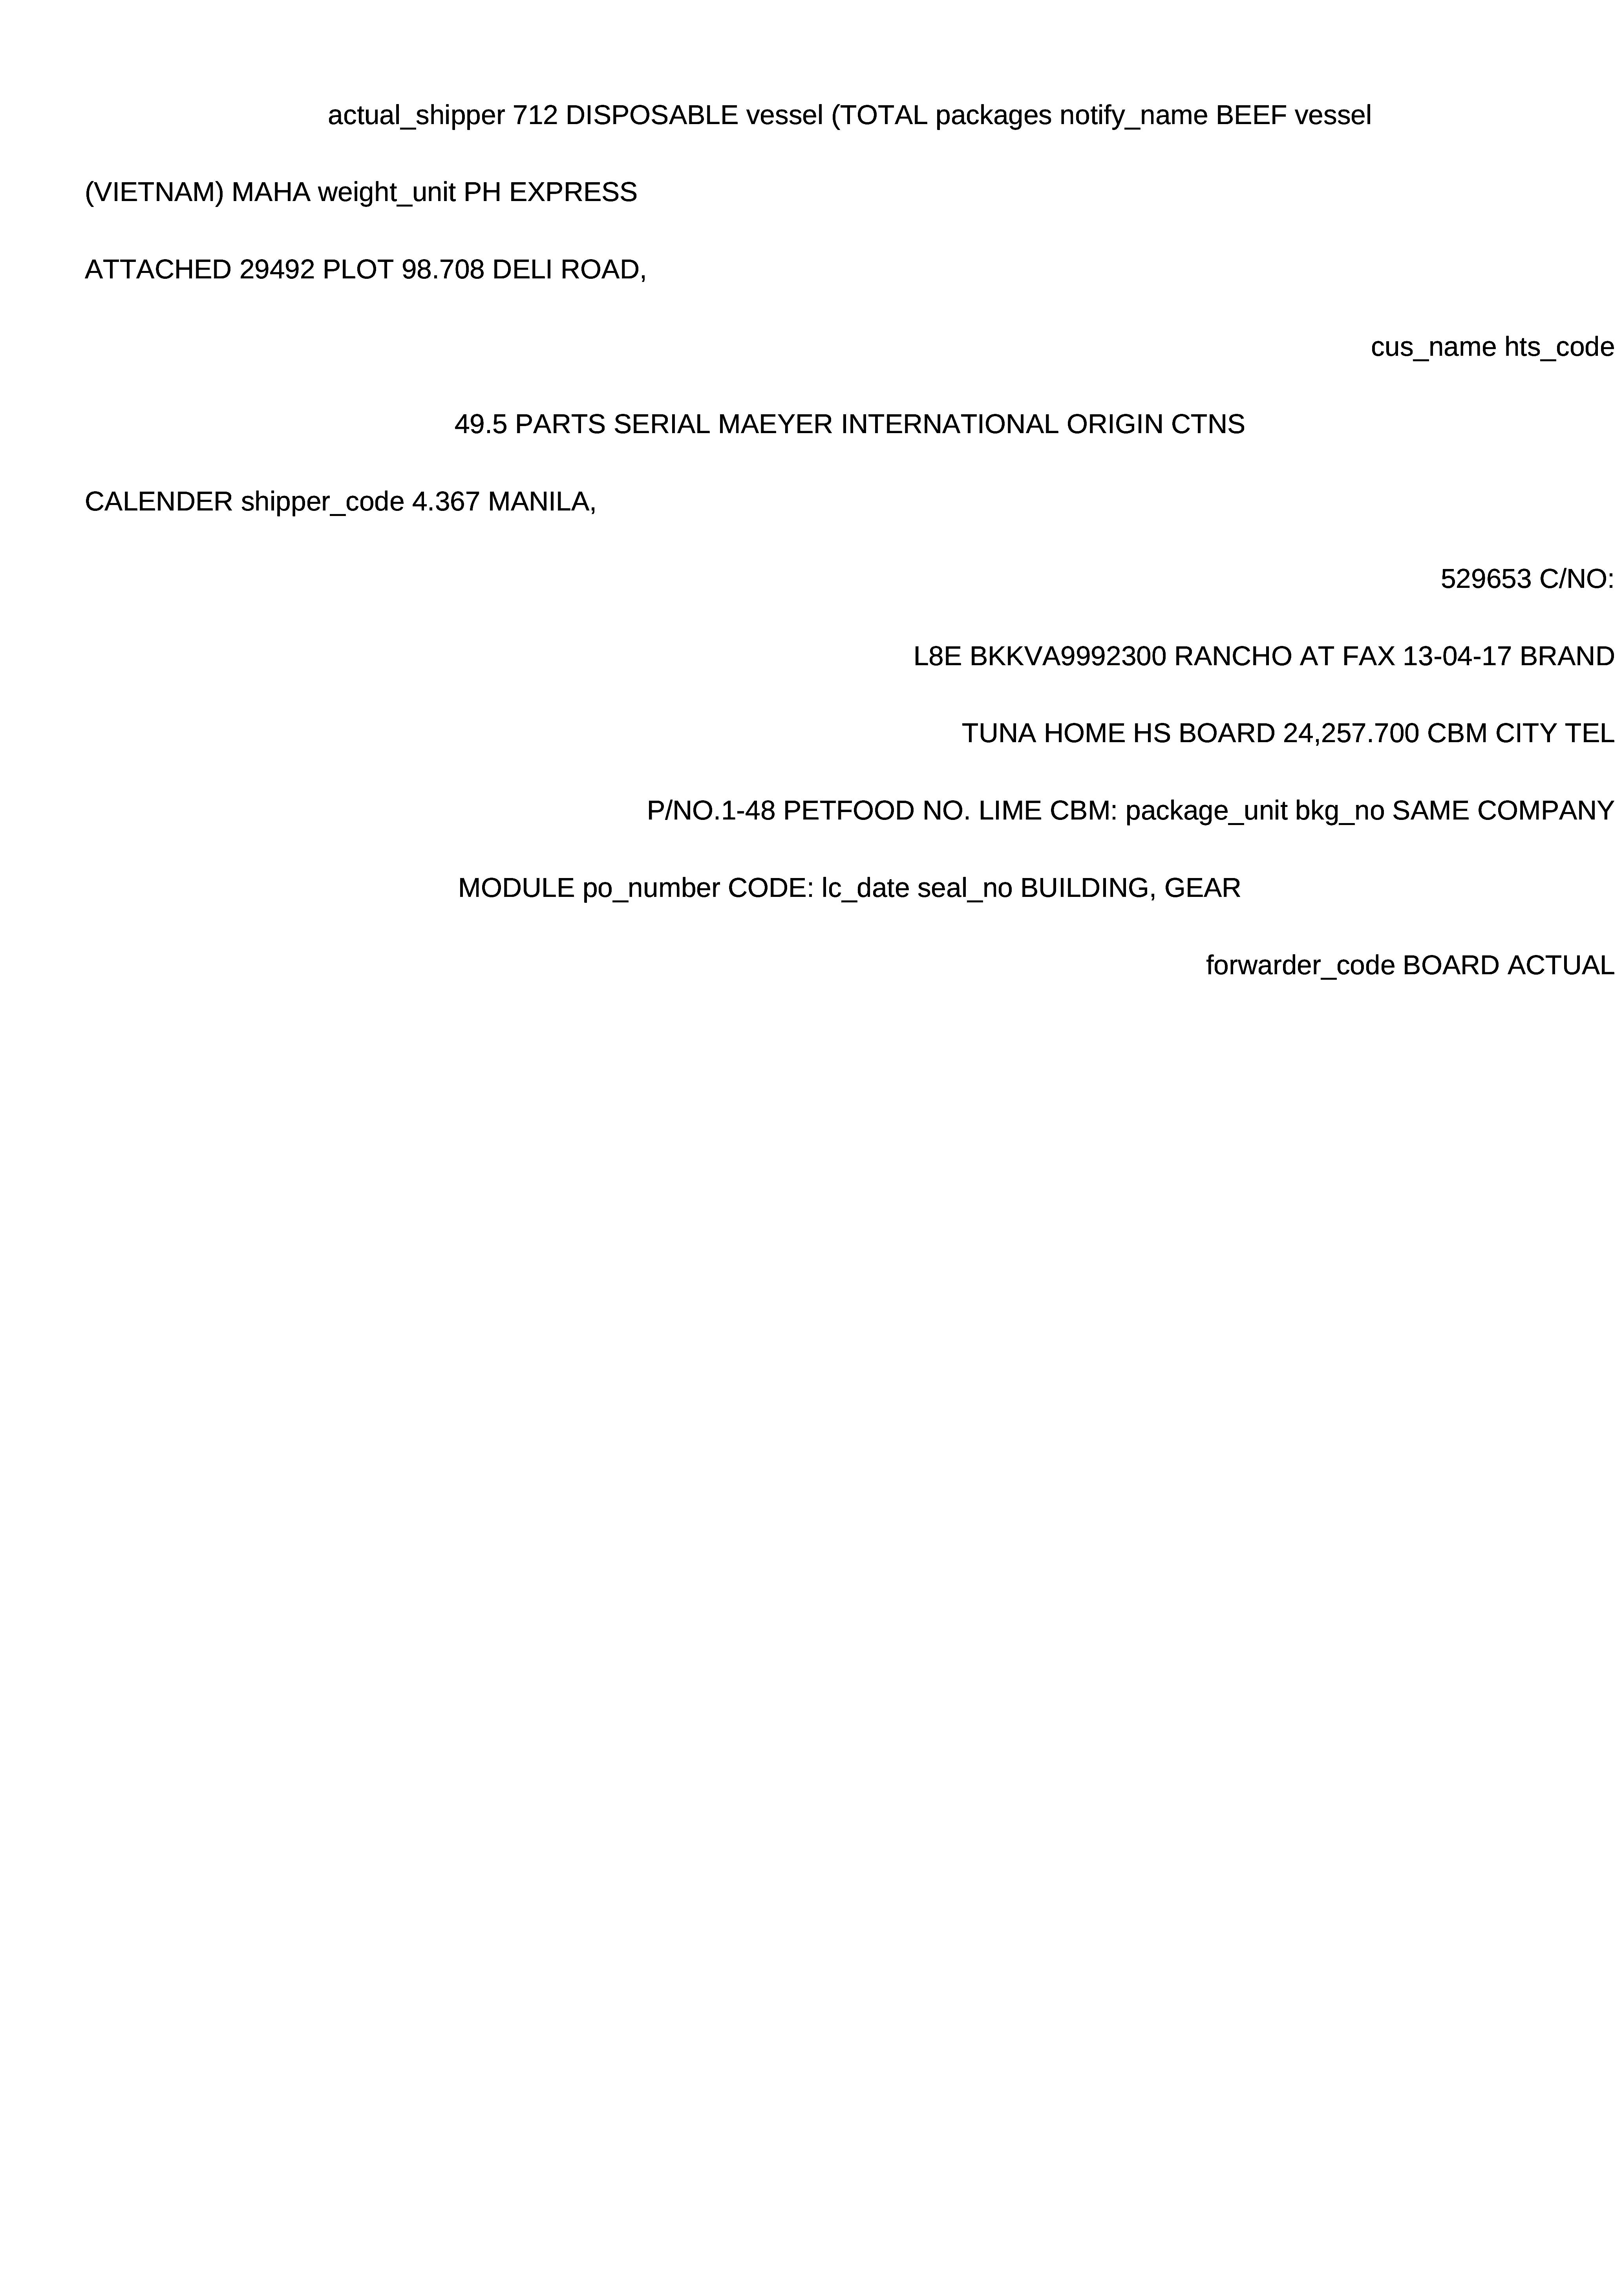 actual_shipper 712 DISPOSABLE vessel (TOTAL packages notify_name BEEF vessel
(VIETNAM) MAHA weight_unit PH EXPRESS
ATTACHED 29492 PLOT 98.708 DELI ROAD,
cus_name hts_code
49.5 PARTS SERIAL MAEYER INTERNATIONAL ORIGIN CTNS
CALENDER shipper_code 4.367 MANILA,
529653 C/NO:
L8E BKKVA9992300 RANCHO AT FAX 13-04-17 BRAND
TUNA HOME HS BOARD 24,257.700 CBM CITY TEL
P/NO.1-48 PETFOOD NO. LIME CBM: package_unit bkg_no SAME COMPANY
MODULE po_number CODE: lc_date seal_no BUILDING, GEAR
forwarder_code BOARD ACTUAL